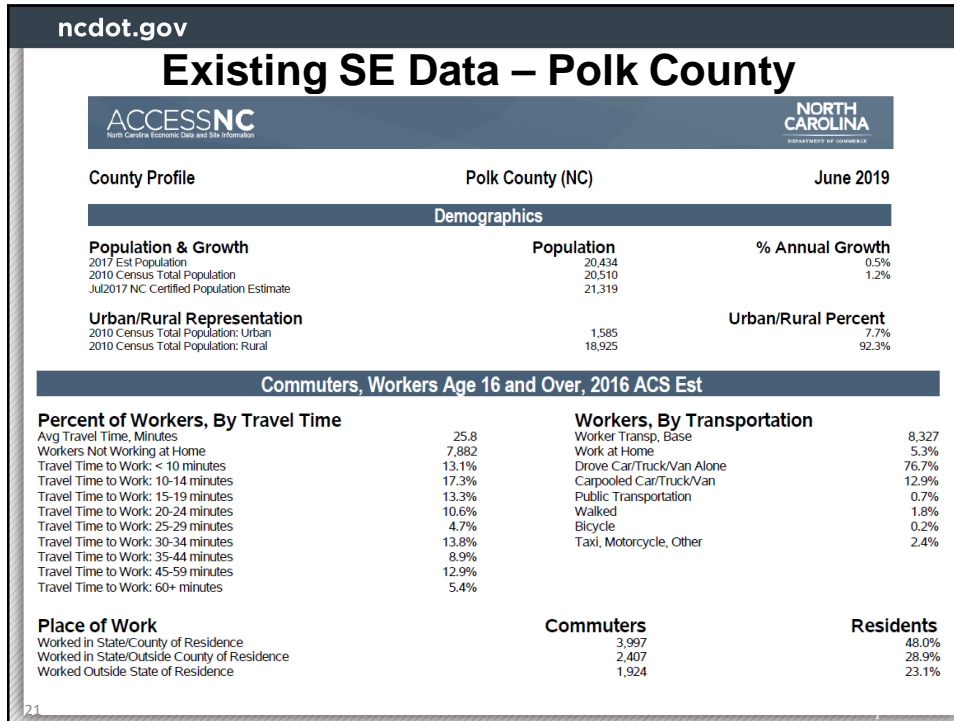 ncdot.gov
Existing SE Data – Polk County
ACCESSNC
North Carolina Economic Data and Site Information
NORTH
CAROLINA
DEPARTMENT OF COMMERCE
County Profile Polk County (NC) June 2019
Demographics
Population & Growth Population % Annual Growth
2017 Est Population 20,434 0.5%
2010 Census Total Population 20,510 1.2%
Jul2017 NC Certified Population Estimate 21,319
Urban/Rural Representation Urban/Rural Percent
2010 Census Total Population: Urban 1,585 7.7%
2010 Census Total Population: Rural 18,925 92.3%
Commuters, Workers Age 16 and Over, 2016 ACS Est
Percent of Workers, By Travel Time Workers, By Transportation
Avg Travel Time, Minutes 25.8 Worker Transp, Base 8,327
Workers Not Working at Home 7,882 Work at Home 5.3%
Travel Time to Work: < 10 minutes 13.1% Drove Car/Truck/Van Alone 76.7%
Travel Time to Work: 10-14 minutes 17.3% Carpooled Car/Truck/Van 12.9%
Travel Time to Work: 15-19 minutes 13.3% Public Transportation 0.7%
Travel Time to Work: 20-24 minutes 10.6% Walked 1.8%
Travel Time to Work: 25-29 minutes 4.7% Bicycle 0.2%
Travel Time to Work: 30-34 minutes 13.8% Taxi, Motorcycle, Other 2.4%
Travel Time to Work: 35-44 minutes 8.9%
Travel Time to Work: 45-59 minutes 12.9%
Travel Time to Work: 60+ minutes 5.4%
Place of Work Commuters Residents
Worked in State/County of Residence 3,997 48.0%
Worked in State/Outside County of Residence 2,407 28.9%
Worked Outside State of Residence 1,924 23.1%
21